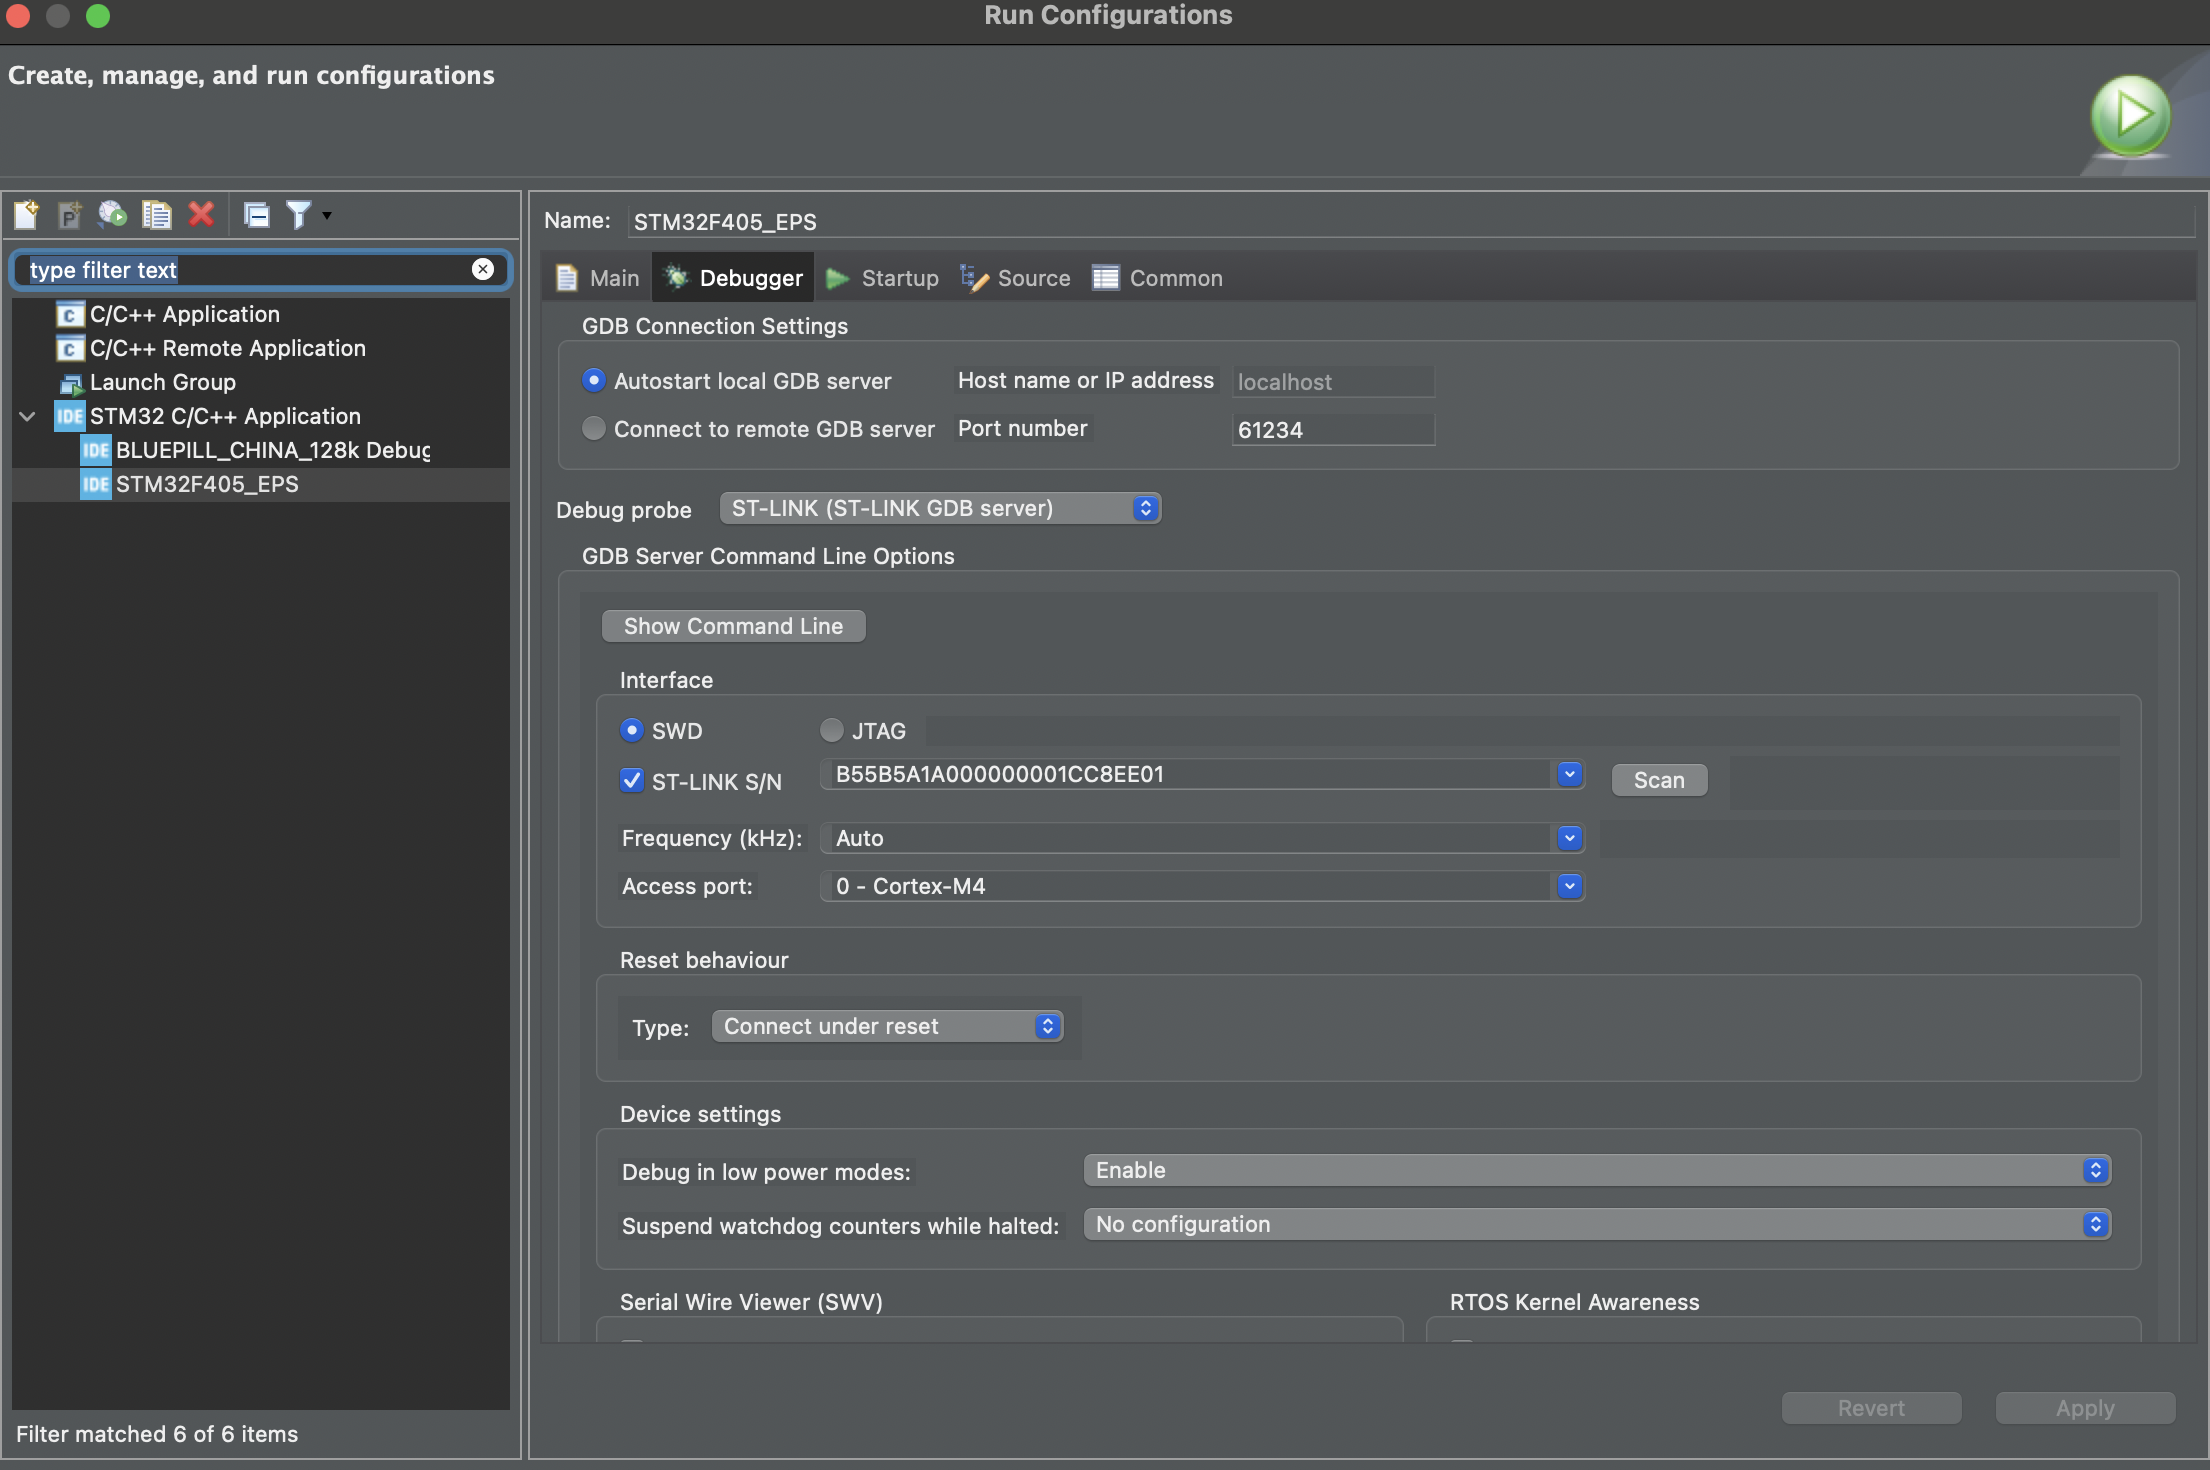 Run Configurations
Create, manage, and run configurations
type filter text
C/C++ Application
C/C++ Remote Application
Launch Group
IDE STM32 C/C++ Application
IDE BLUEPILL_CHINA_128k Debug
IDE STM32F405_EPS
Filter matched 6 of 6 items
Name: STM32F405_EPS
Main Debugger Startup Source Common
GDB Connection Settings
Autostart local GDB server Host name or IP address localhost
Connect to remote GDB server Port number 61234
Debug probe ST-LINK (ST-LINK GDB server)
GDB Server Command Line Options
Show Command Line
Interface
SWD JTAG
ST-LINK S/N B55B5A1A000000001CC8EE01 Scan
Frequency (kHz): Auto
Access port: 0 - Cortex-M4
Reset behaviour
Type: Connect under reset
Device settings
Debug in low power modes: Enable
Suspend watchdog counters while halted: No configuration
Serial Wire Viewer (SWV) RTOS Kernel Awareness
Revert Apply